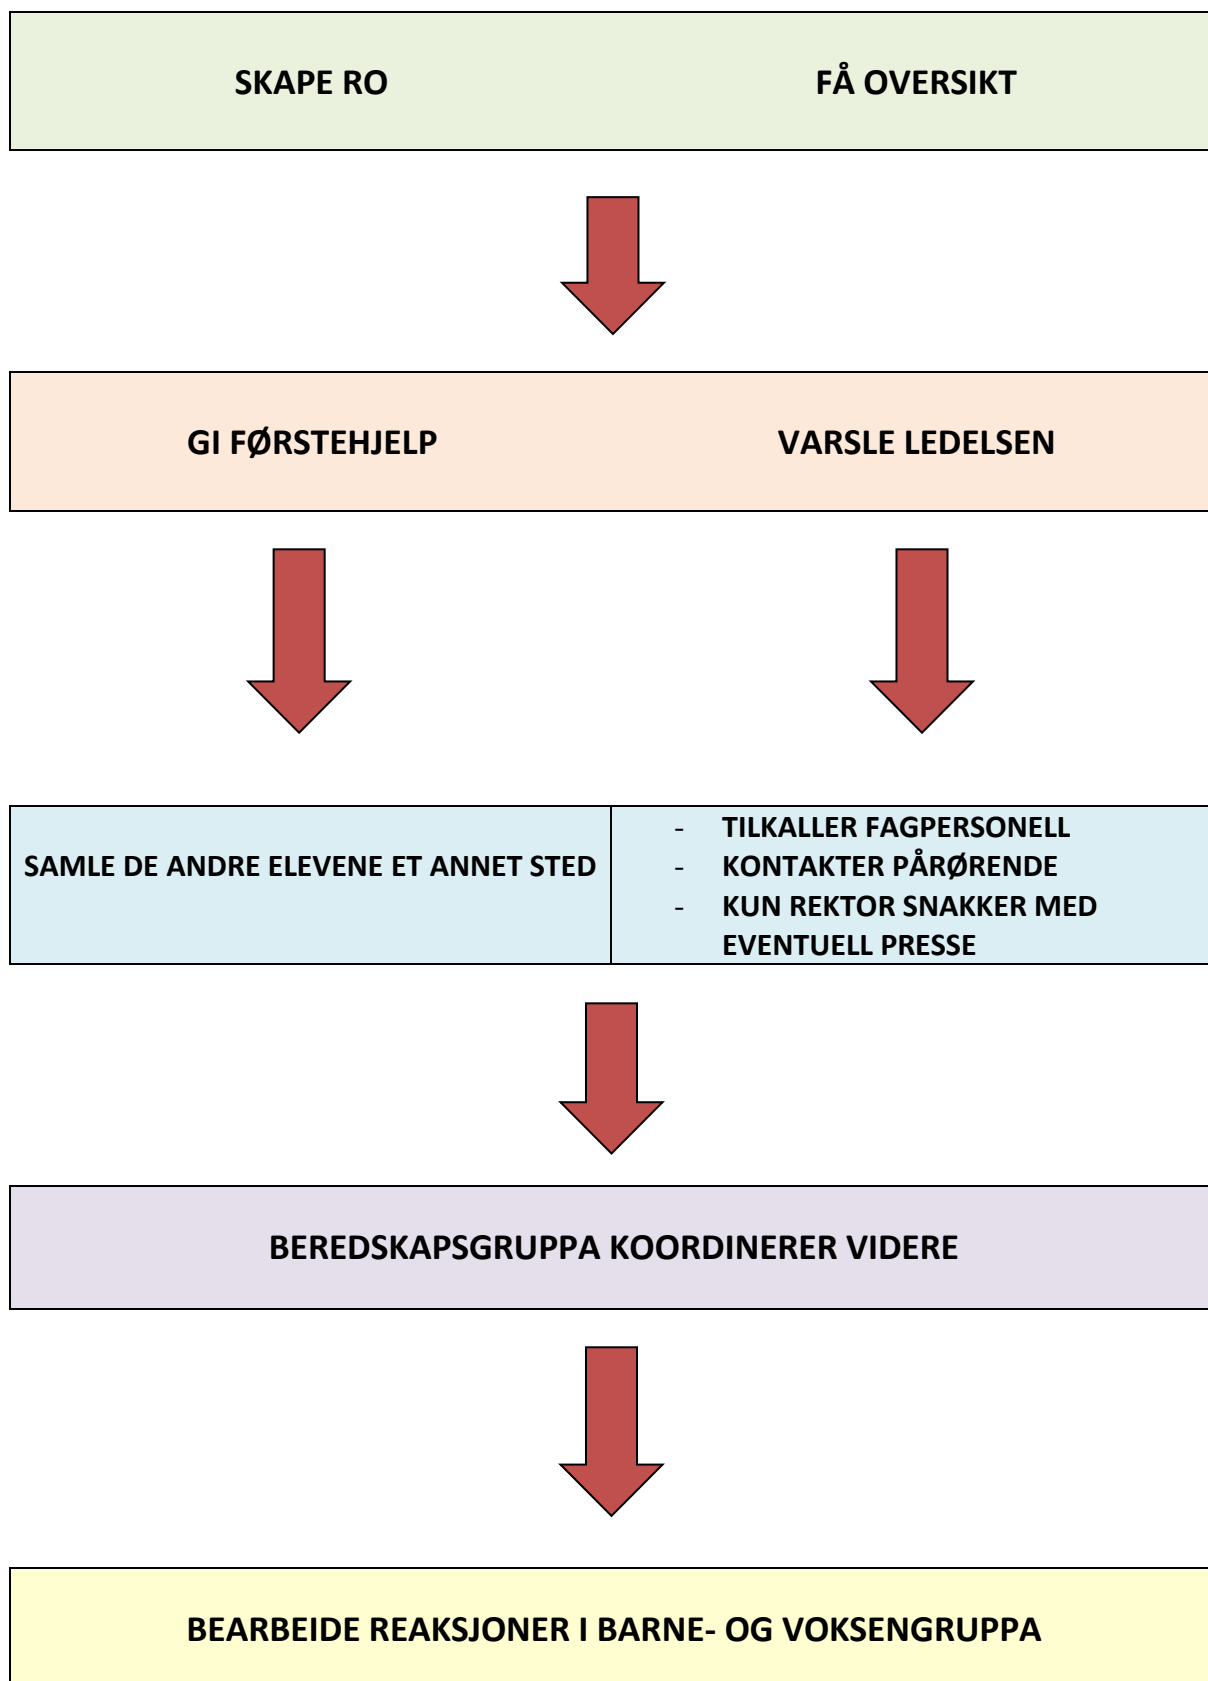 SKAPE RO FÅ OVERSIKT
GI FØRSTEHJELP VARSLE LEDELSEN
SAMLE DE ANDRE ELEVENE ET ANNET STED
- TILKALLER FAGPERSONELL
- KONTAKTER PÅRØRENDE
- KUN REKTOR SNAKKER MED
EVENTUELL PRESSE
BEREDSKAPSGRUPPA KOORDINERER VIDERE
BEARBEIDE REAKSJONER I BARNE- OG VOKSENGRUPPA